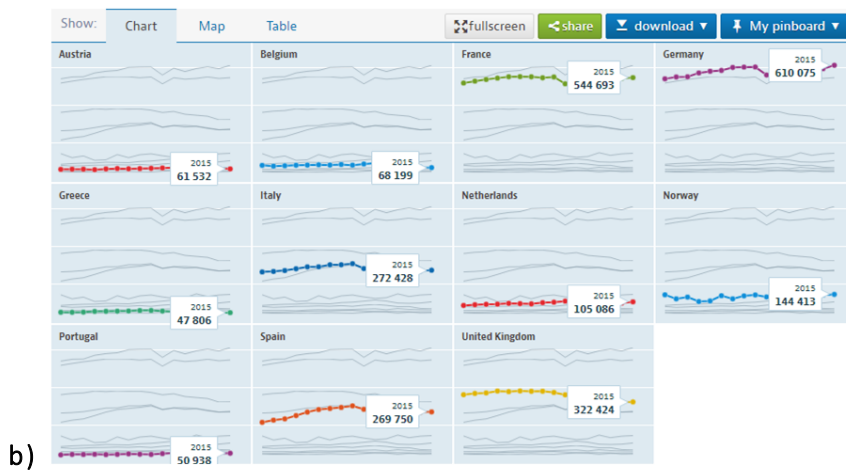 Show: Chart Map Table fullscreen share download My pinboard
Austria Belgium France Germany
2015 2015
544 693 610 075
2015 2015
61 532 68 199
Greece Italy Netherlands Norway
2015
272 428
2015 2015
105 086 144 413
2015
47 806
Portugal Spain United Kingdom
2015 2015
269 750 322 424
2015
50 938
b)